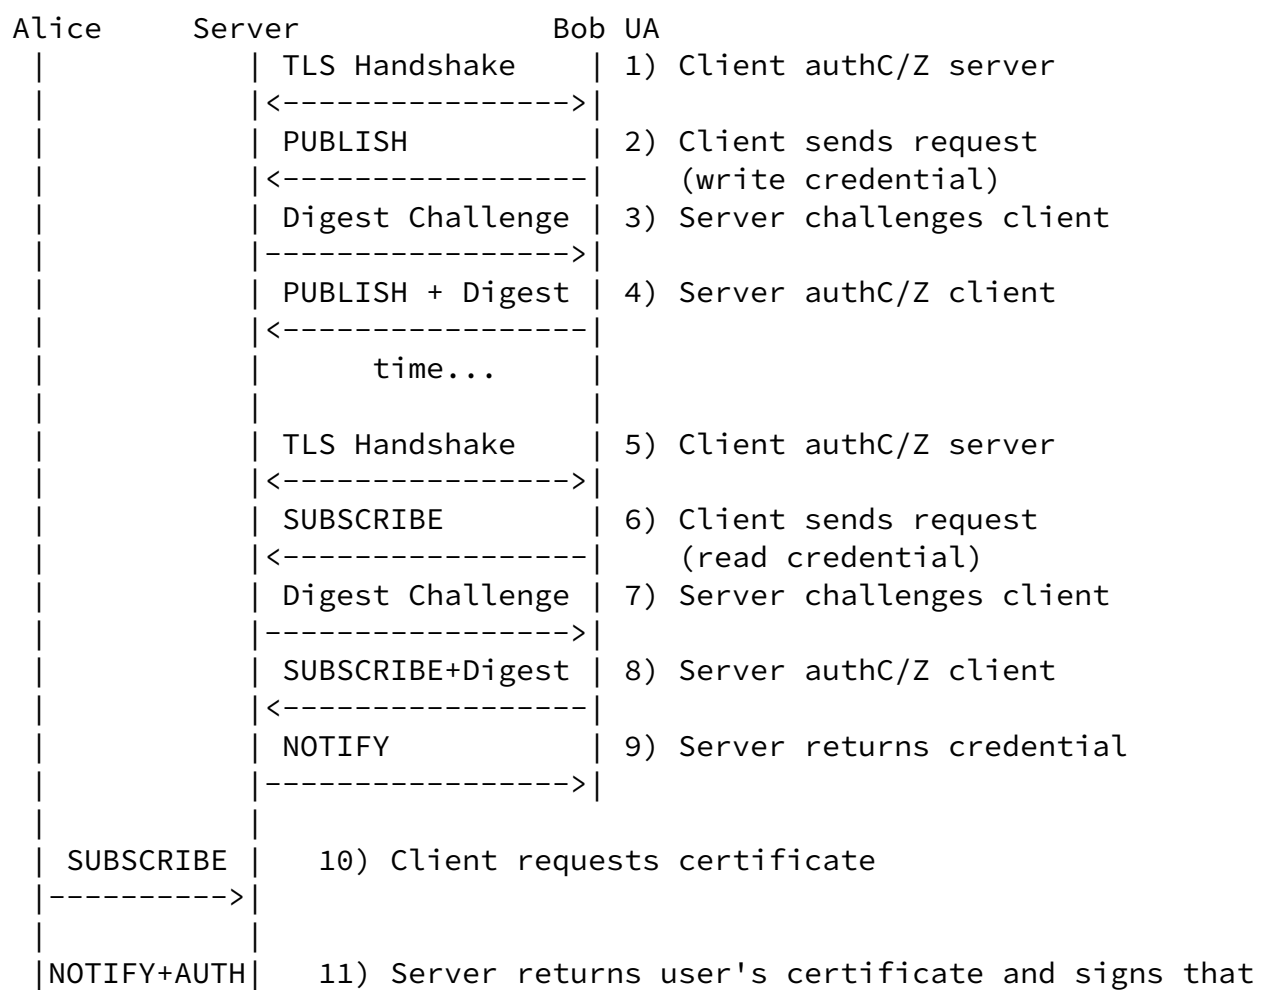 Alice     Server              Bob UA
 |           | TLS Handshake    | 1) Client authC/Z server
 |           |<---------------->|
 |           | PUBLISH          | 2) Client sends request
 |           |<-----------------|    (write credential)
 |           | Digest Challenge | 3) Server challenges client
 |           |----------------->|
 |           | PUBLISH + Digest | 4) Server authC/Z client
 |           |<-----------------|
 |           |      time...     |
 |           |                  |
 |           | TLS Handshake    | 5) Client authC/Z server
 |           |<---------------->|
 |           | SUBSCRIBE        | 6) Client sends request
 |           |<-----------------|    (read credential)
 |           | Digest Challenge | 7) Server challenges client
 |           |----------------->|
 |           | SUBSCRIBE+Digest | 8) Server authC/Z client
 |           |<-----------------|
 |           | NOTIFY           | 9) Server returns credential
 |           |----------------->|
 |           |
 | SUBSCRIBE |   10) Client requests certificate
 |---------->|
 |           |
 |NOTIFY+AUTH|   11) Server returns user's certificate and signs that